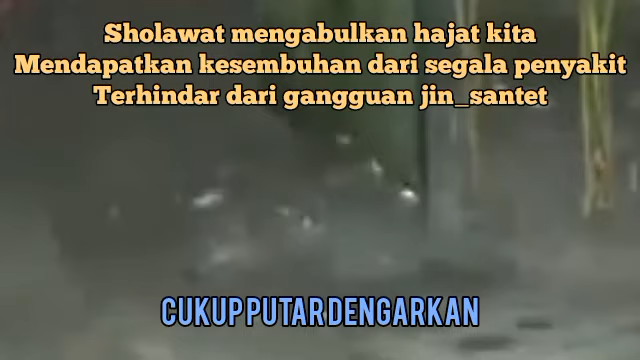 Sholawat mengabulkan hajat kita
Mendapatkan kesembuhan dari segala penyakit
Terhindar dari gangguan jin_santet
CUKUP PUTAR DENGARKAN